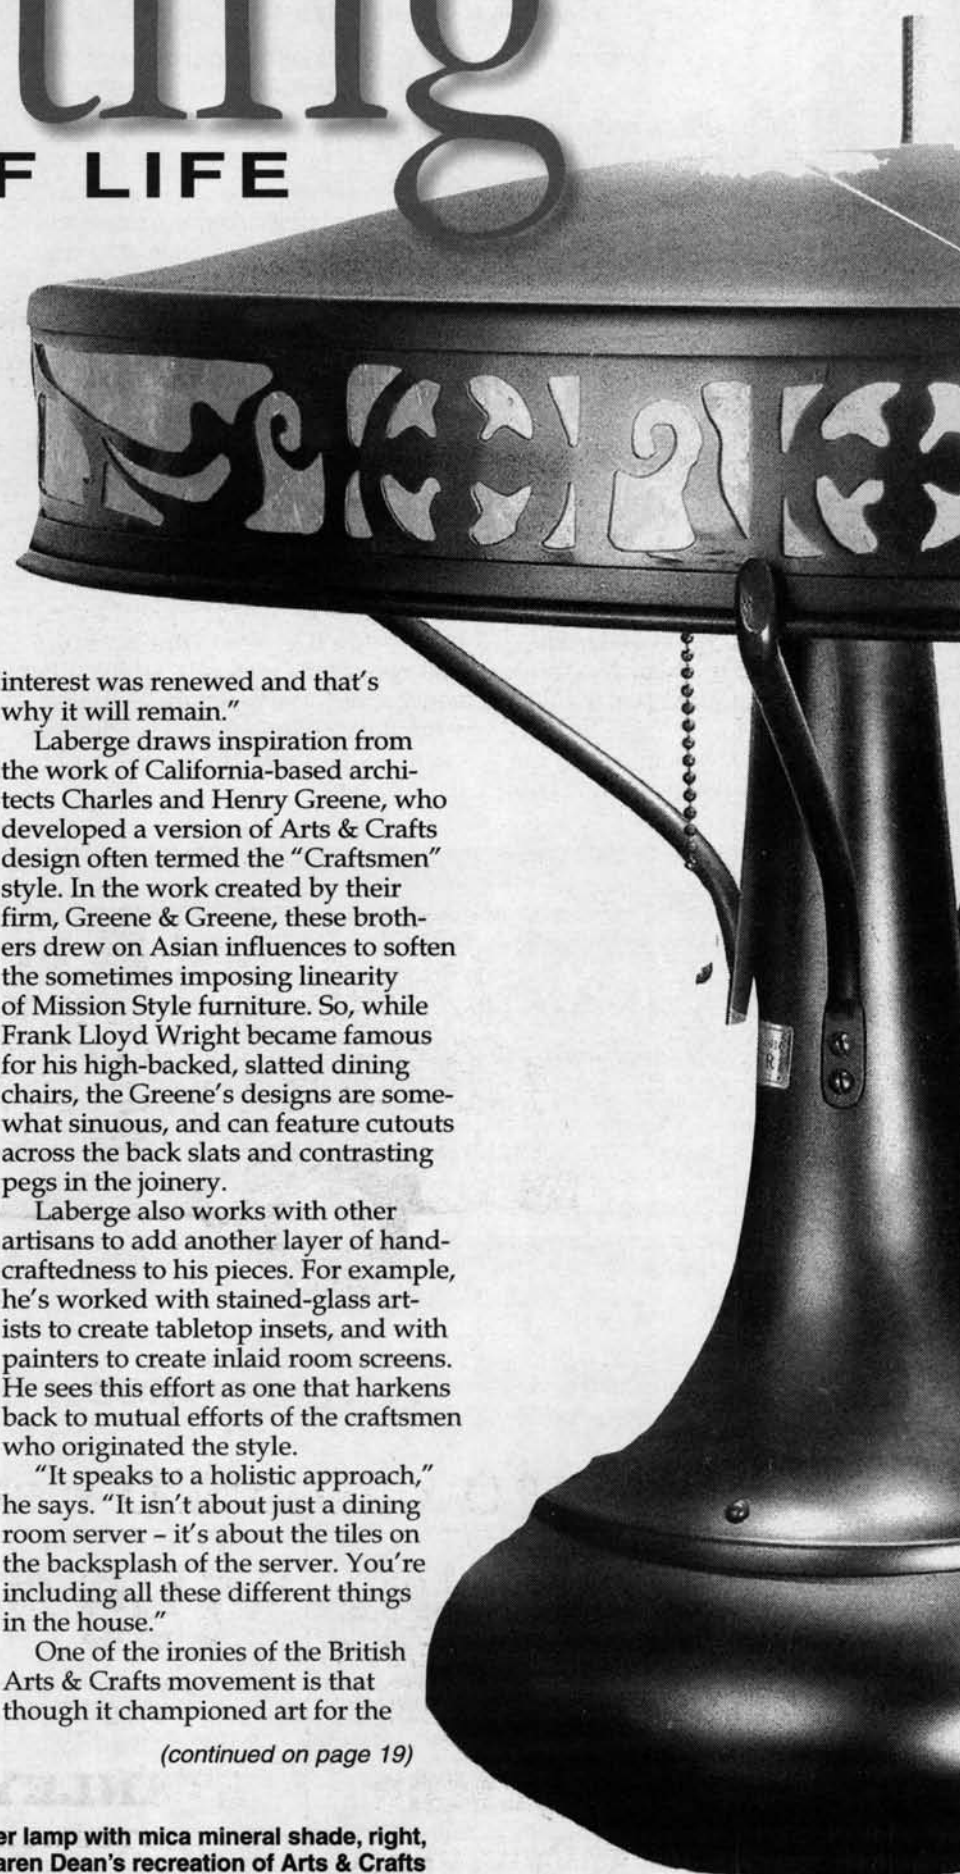 F LIFE
interest was renewed and that's
why it will remain."
Laberge draws inspiration from
the work of California-based archi-
tects Charles and Henry Greene, who
developed a version of Arts & Crafts
design often termed the "Craftsmen"
style. In the work created by their
firm, Greene & Greene, these broth-
ers drew on Asian influences to soften
the sometimes imposing linearity
of Mission Style furniture. So, while
Frank Lloyd Wright became famous
for his high-backed, slatted dining
chairs, the Greene's designs are some-
what sinuous, and can feature cutouts
across the back slats and contrasting
pegs in the joinery.
Laberge also works with other
artisans to add another layer of hand-
craftedness to his pieces. For example,
he's worked with stained-glass art-
ists to create tabletop insets, and with
painters to create inlaid room screens.
He sees this effort as one that harkens
back to mutual efforts of the craftsmen
who originated the style.
"It speaks to a holistic approach,"
he says. "It isn't about just a dining
room server – it's about the tiles on
the backsplash of the server. You're
including all these different things
in the house."
One of the ironies of the British
Arts & Crafts movement is that
though it championed art for the
(continued on page 19)
er lamp with mica mineral shade, right,
aren Dean's recreation of Arts & Crafts